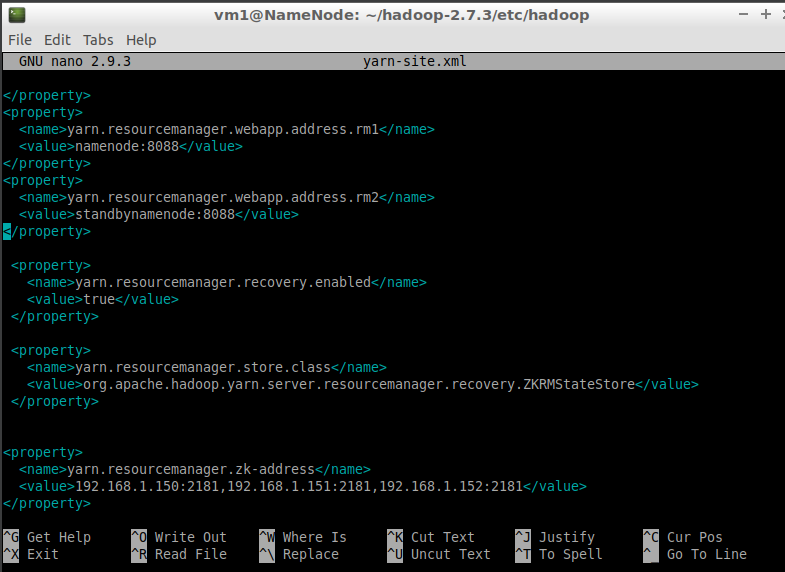 vm1@NameNode: ~/hadoop-2.7.3/etc/hadoop
File Edit Tabs Help
GNU nano 2.9.3 yarn-site.xml
</property>
<property>
<name>yarn.resourcemanager.webapp.address.rm1</name>
<value>namenode:8088</value>
</property>
<property>
<name>yarn.resourcemanager.webapp.address.rm2</name>
<value>standbynamenode:8088</value>
</property>
<property>
<name>yarn.resourcemanager.recovery.enabled</name>
<value>true</value>
</property>
<property>
<name>yarn.resourcemanager.store.class</name>
<value>org.apache.hadoop.yarn.server.resourcemanager.recovery.ZKRMStateStore</value>
</property>
<property>
<name>yarn.resourcemanager.zk-address</name>
<value>192.168.1.150:2181,192.168.1.151:2181,192.168.1.152:2181</value>
</property>
^G Get Help ^O Write Out ^W Where Is ^K Cut Text ^J Justify ^C Cur Pos
^X Exit ^R Read File ^\ Replace ^U Uncut Text ^T To Spell ^_ Go To Line